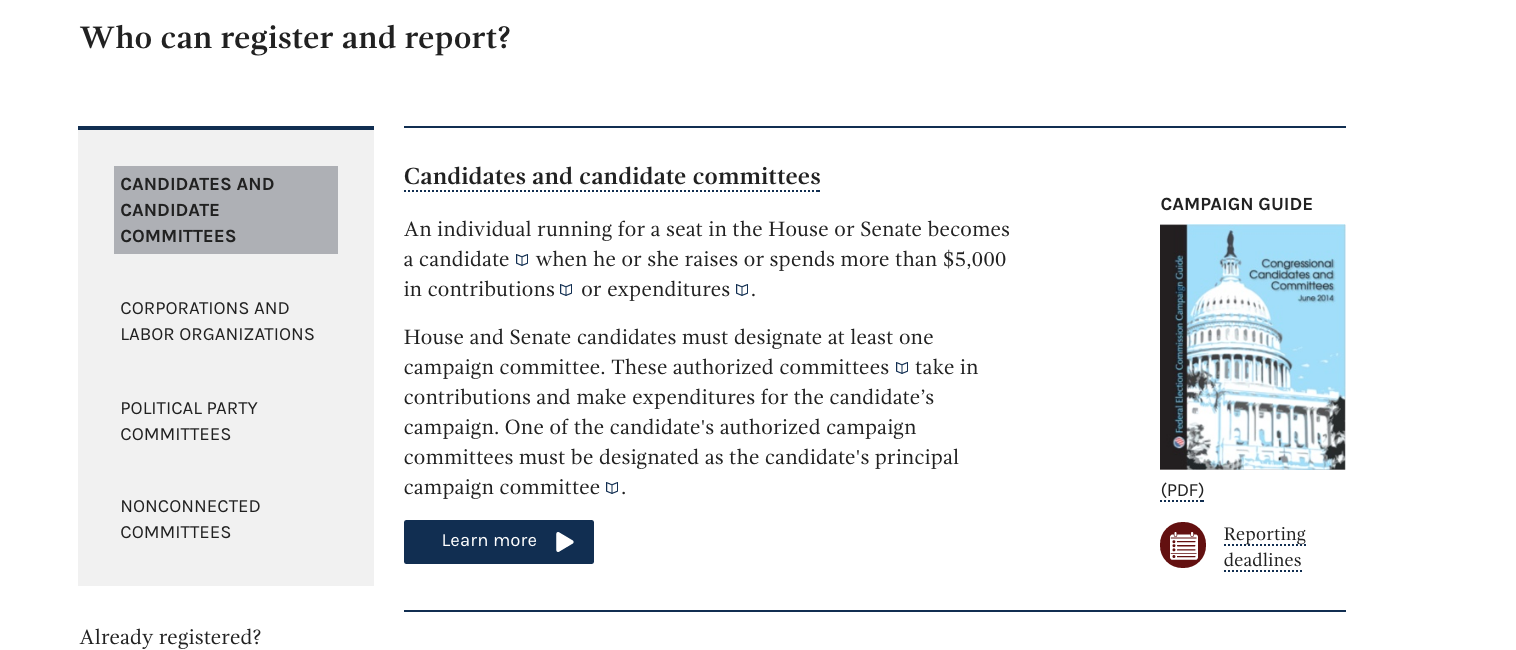 Who can register and report?
CANDIDATES AND
CANDIDATE
COMMITTEES
CORPORATIONS AND
LABOR ORGANIZATIONS
POLITICAL PARTY
COMMITTEES
NONCONNECTED
COMMITTEES
Already registered?
Candidates and candidate committees
An individual running for a seat in the House or Senate becomes
a candidate when he or she raises or spends more than $5,000
in contributions or expenditures .
House and Senate candidates must designate at least one
campaign committee. These authorized committees take in
contributions and make expenditures for the candidate’s
campaign. One of the candidate's authorized campaign
committees must be designated as the candidate's principal
campaign committee .
Learn more
CAMPAIGN GUIDE
Federal Election Commission Campaign Guide
Congressional
Candidates and
Committees
June 2014
(PDF)
Reporting
deadlines